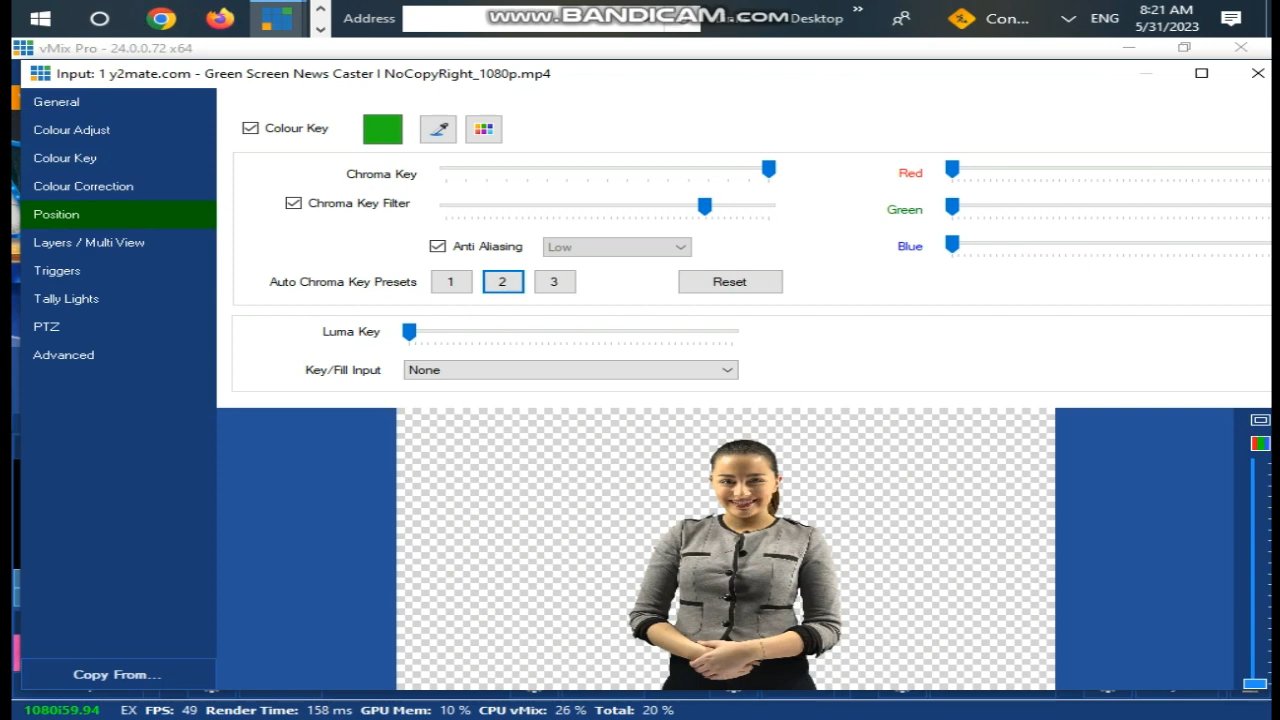 Address
www.BANDICAM.com
Desktop
»
Con...
ENG
8:21 AM
5/31/2023
vMix Pro - 24.0.0.72 x64
Input: 1 y2mate.com - Green Screen News Caster l NoCopyRight_1080p.mp4
General
Colour Adjust
Colour Key
Colour Correction
Position
Layers / Multi View
Triggers
Tally Lights
PTZ
Advanced
Copy From...
Colour Key
Chroma Key
Chroma Key Filter
Anti Aliasing Low
Auto Chroma Key Presets 1 2 3 Reset
Red
Green
Blue
Luma Key
Key/Fill Input None
1080i59.94 EX FPS: 49 Render Time: 158 ms GPU Mem: 10 % CPU vMix: 26 % Total: 20 %